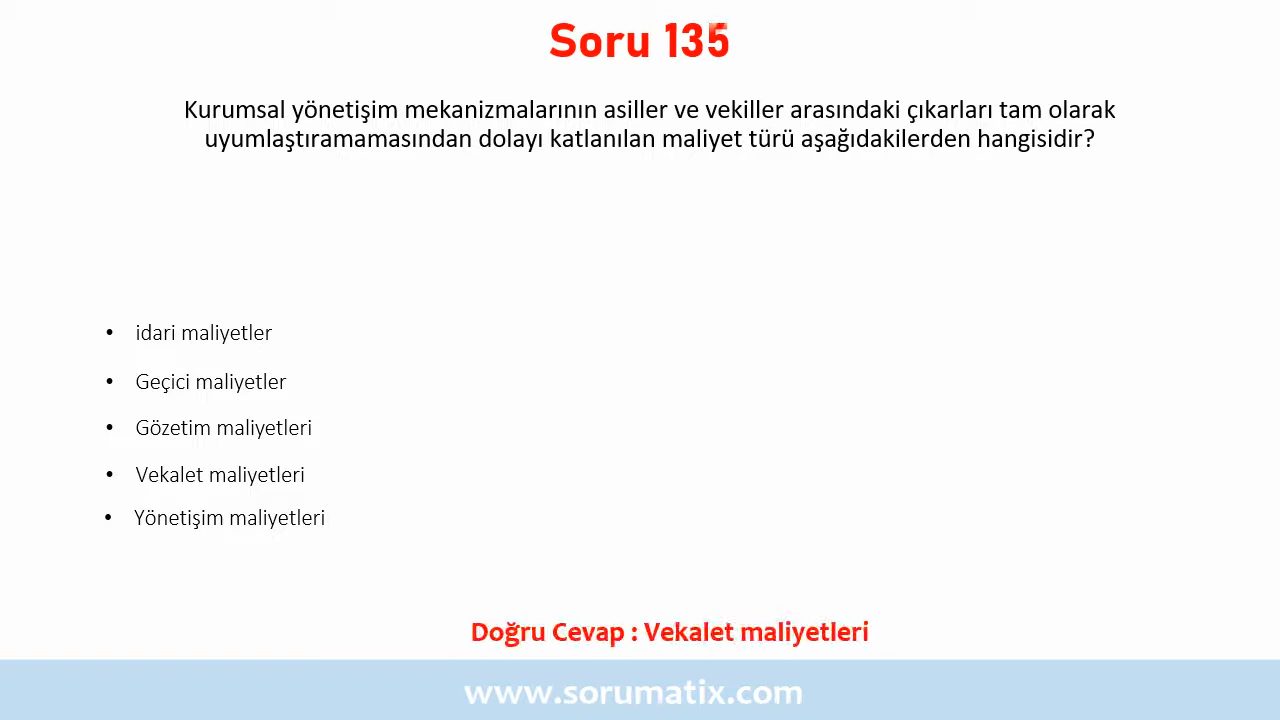 Soru 135
Kurumsal yönetişim mekanizmalarının asiller ve vekiller arasındaki çıkarları tam olarak
uyumlaştıramamasından dolayı katlanılan maliyet türü aşağıdakilerden hangisidir?
• idari maliyetler
• Geçici maliyetler
• Gözetim maliyetleri
• Vekalet maliyetleri
• Yönetişim maliyetleri
Doğru Cevap : Vekalet maliyetleri
www.sorumatix.com